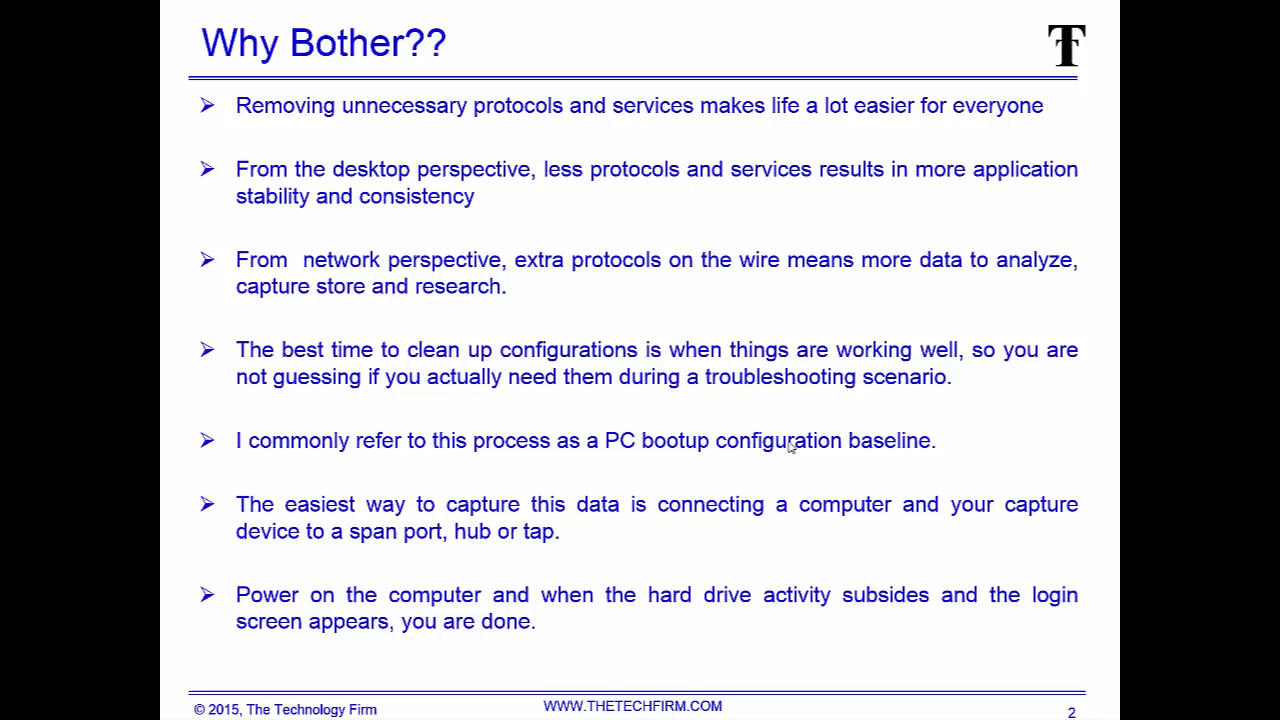 Why Bother??
Removing unnecessary protocols and services makes life a lot easier for everyone
From the desktop perspective, less protocols and services results in more application
stability and consistency
From network perspective, extra protocols on the wire means more data to analyze,
capture store and research.
The best time to clean up configurations is when things are working well, so you are
not guessing if you actually need them during a troubleshooting scenario.
I commonly refer to this process as a PC bootup configuration baseline.
The easiest way to capture this data is connecting a computer and your capture
device to a span port, hub or tap.
Power on the computer and when the hard drive activity subsides and the login
screen appears, you are done.
© 2015, The Technology Firm
WWW.THETECHFIRM.COM
2